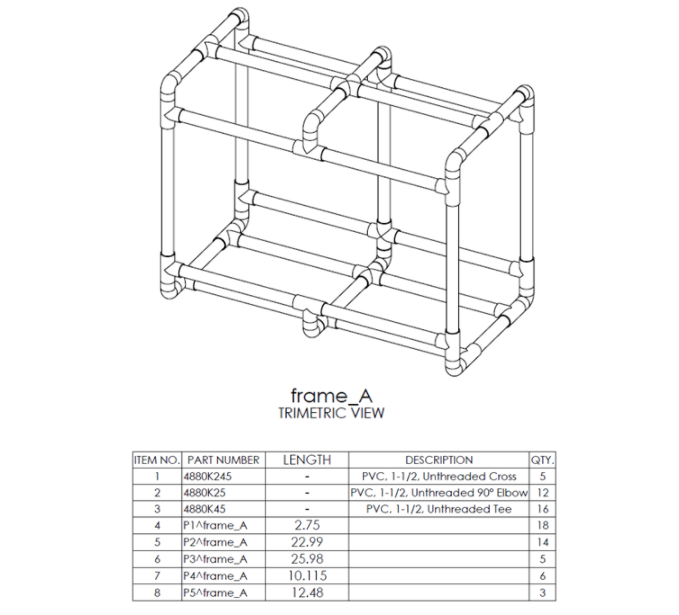 frame_A
TRIMETRIC VIEW
ITEM NO. PART NUMBER LENGTH DESCRIPTION QTY.
1 4880K245 - PVC, 1-1/2, Unthreaded Cross 5
2 4880K25 - PVC, 1-1/2, Unthreaded 90° Elbow 12
3 4880K45 - PVC, 1-1/2, Unthreaded Tee 16
4 P1^frame_A 2.75 18
5 P2^frame_A 22.99 14
6 P3^frame_A 25.98 5
7 P4^frame_A 10.115 6
8 P5^frame_A 12.48 3